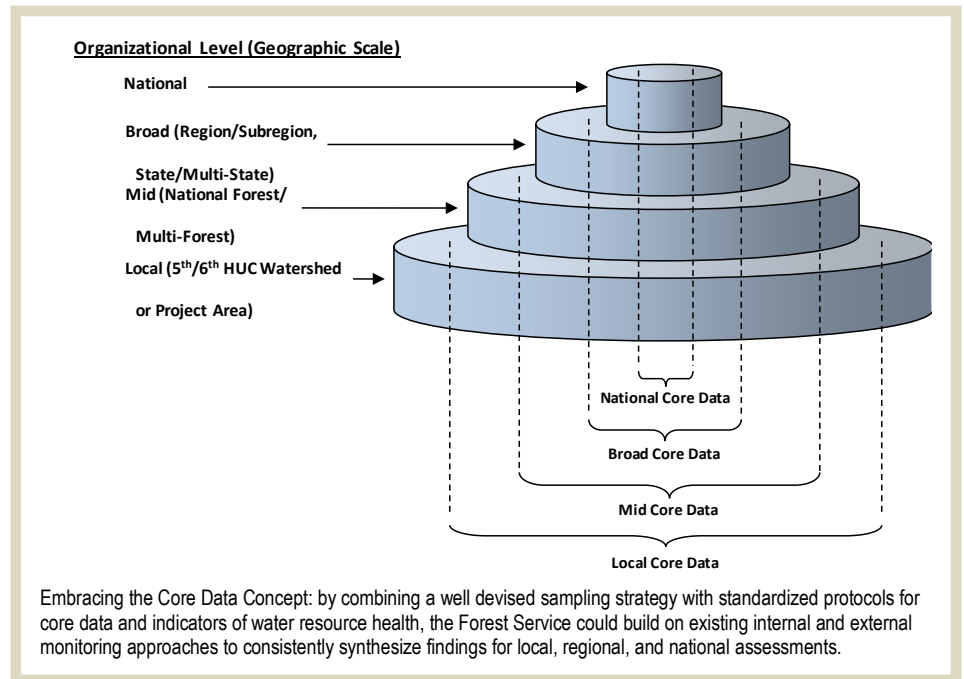 Organizational Level (Geographic Scale)
National
Broad (Region/Subregion,
State/Multi-State)
Mid (National Forest/
Multi-Forest)
Local (5th/6th HUC Watershed
or Project Area)
National Core Data
Broad Core Data
Mid Core Data
Local Core Data
Embracing the Core Data Concept: by combining a well devised sampling strategy with standardized protocols for
core data and indicators of water resource health, the Forest Service could build on existing internal and external
monitoring approaches to consistently synthesize findings for local, regional, and national assessments.